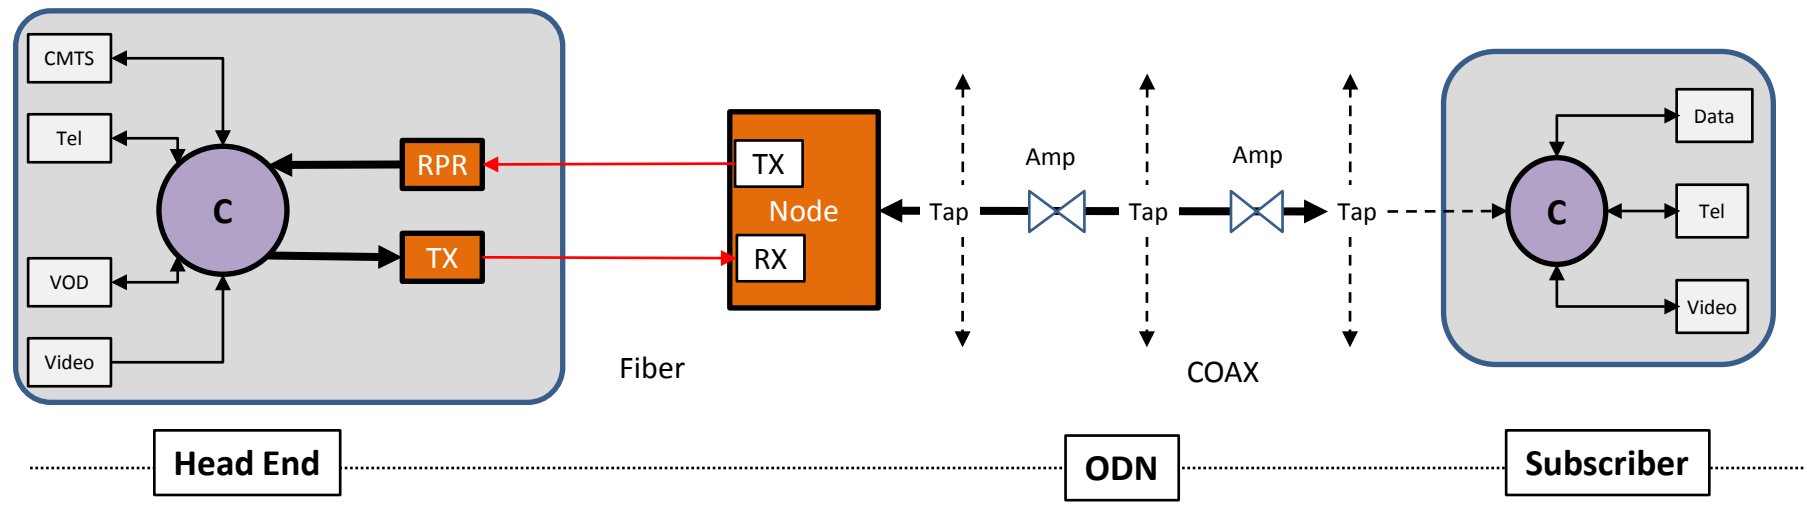 CMTS
Tel
VOD
Video
C
RPR
TX
Fiber
TX
Node
RX
Tap
Amp
Tap
Amp
Tap
COAX
C
Data
Tel
Video
Head End
ODN
Subscriber